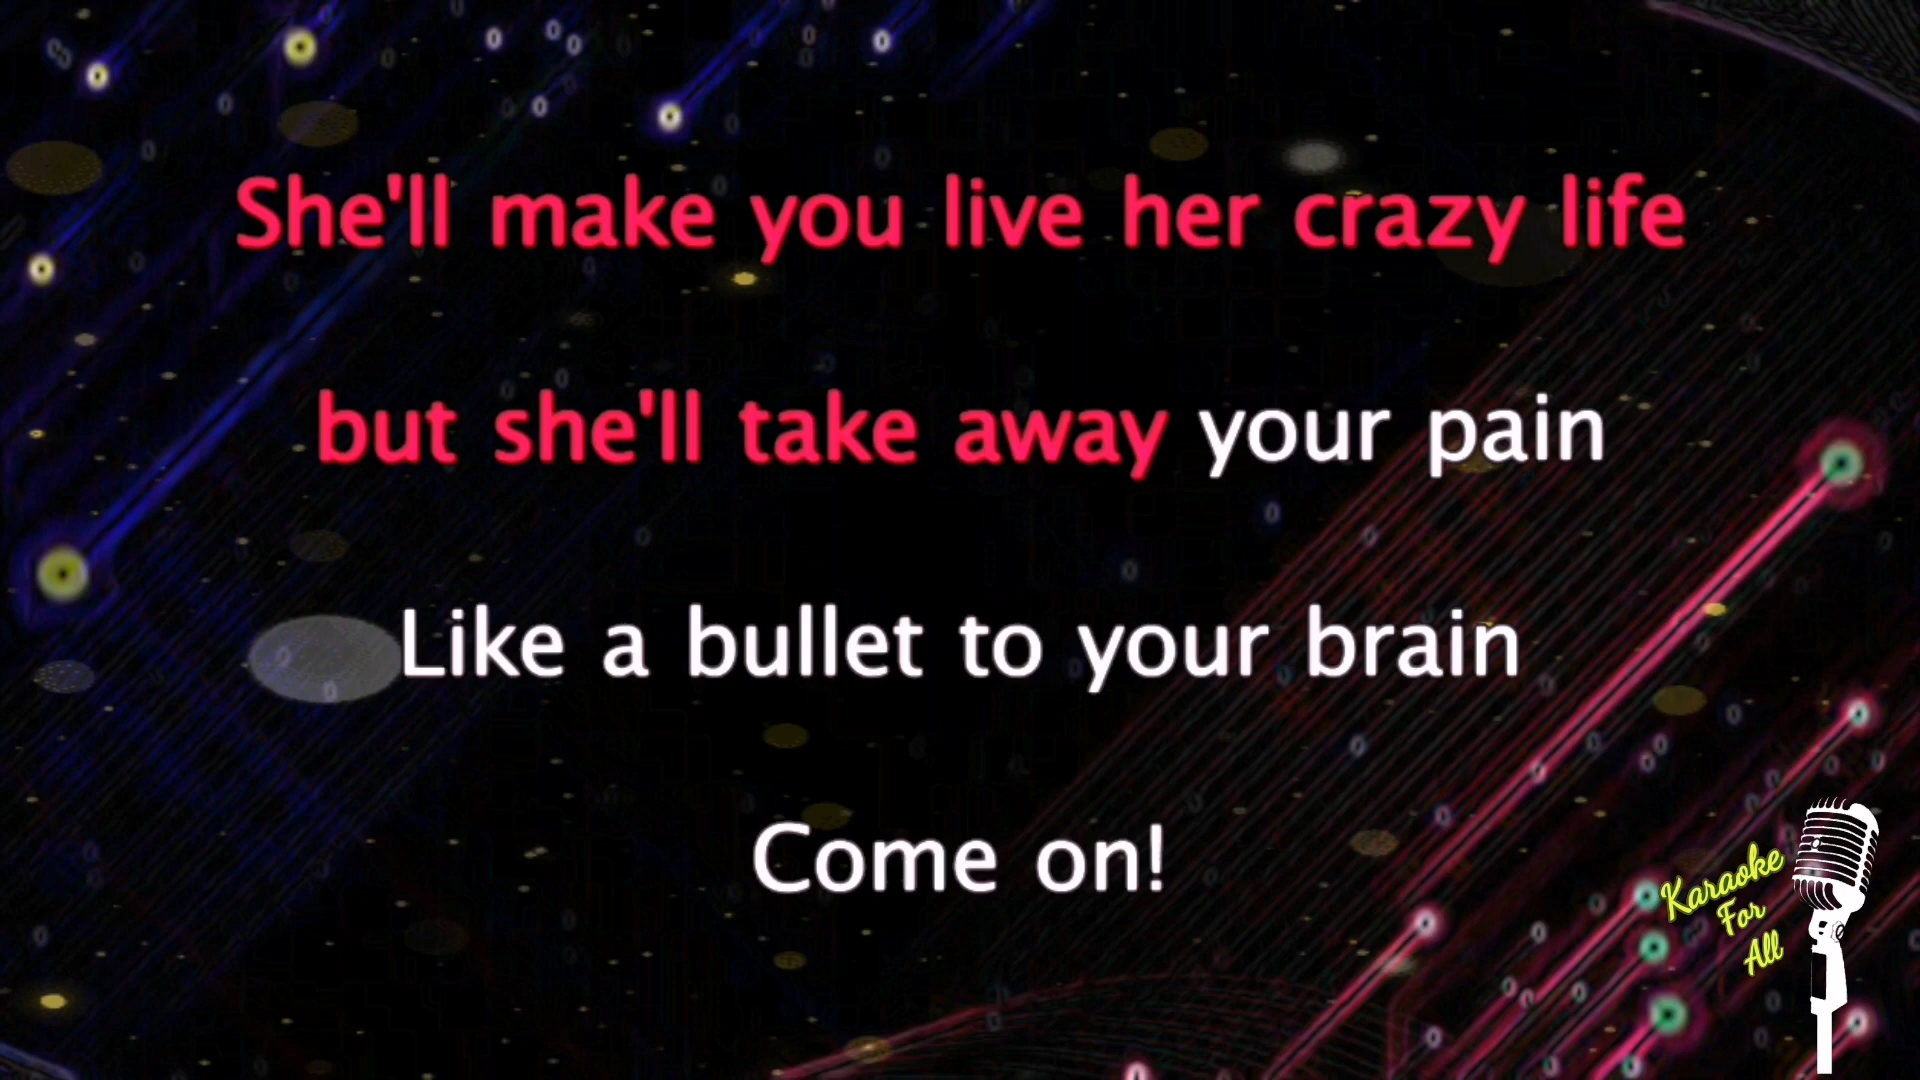 She'll make you live her crazy life
but she'll take away your pain
Like a bullet to your brain
Come on!
Karaoke
For
All